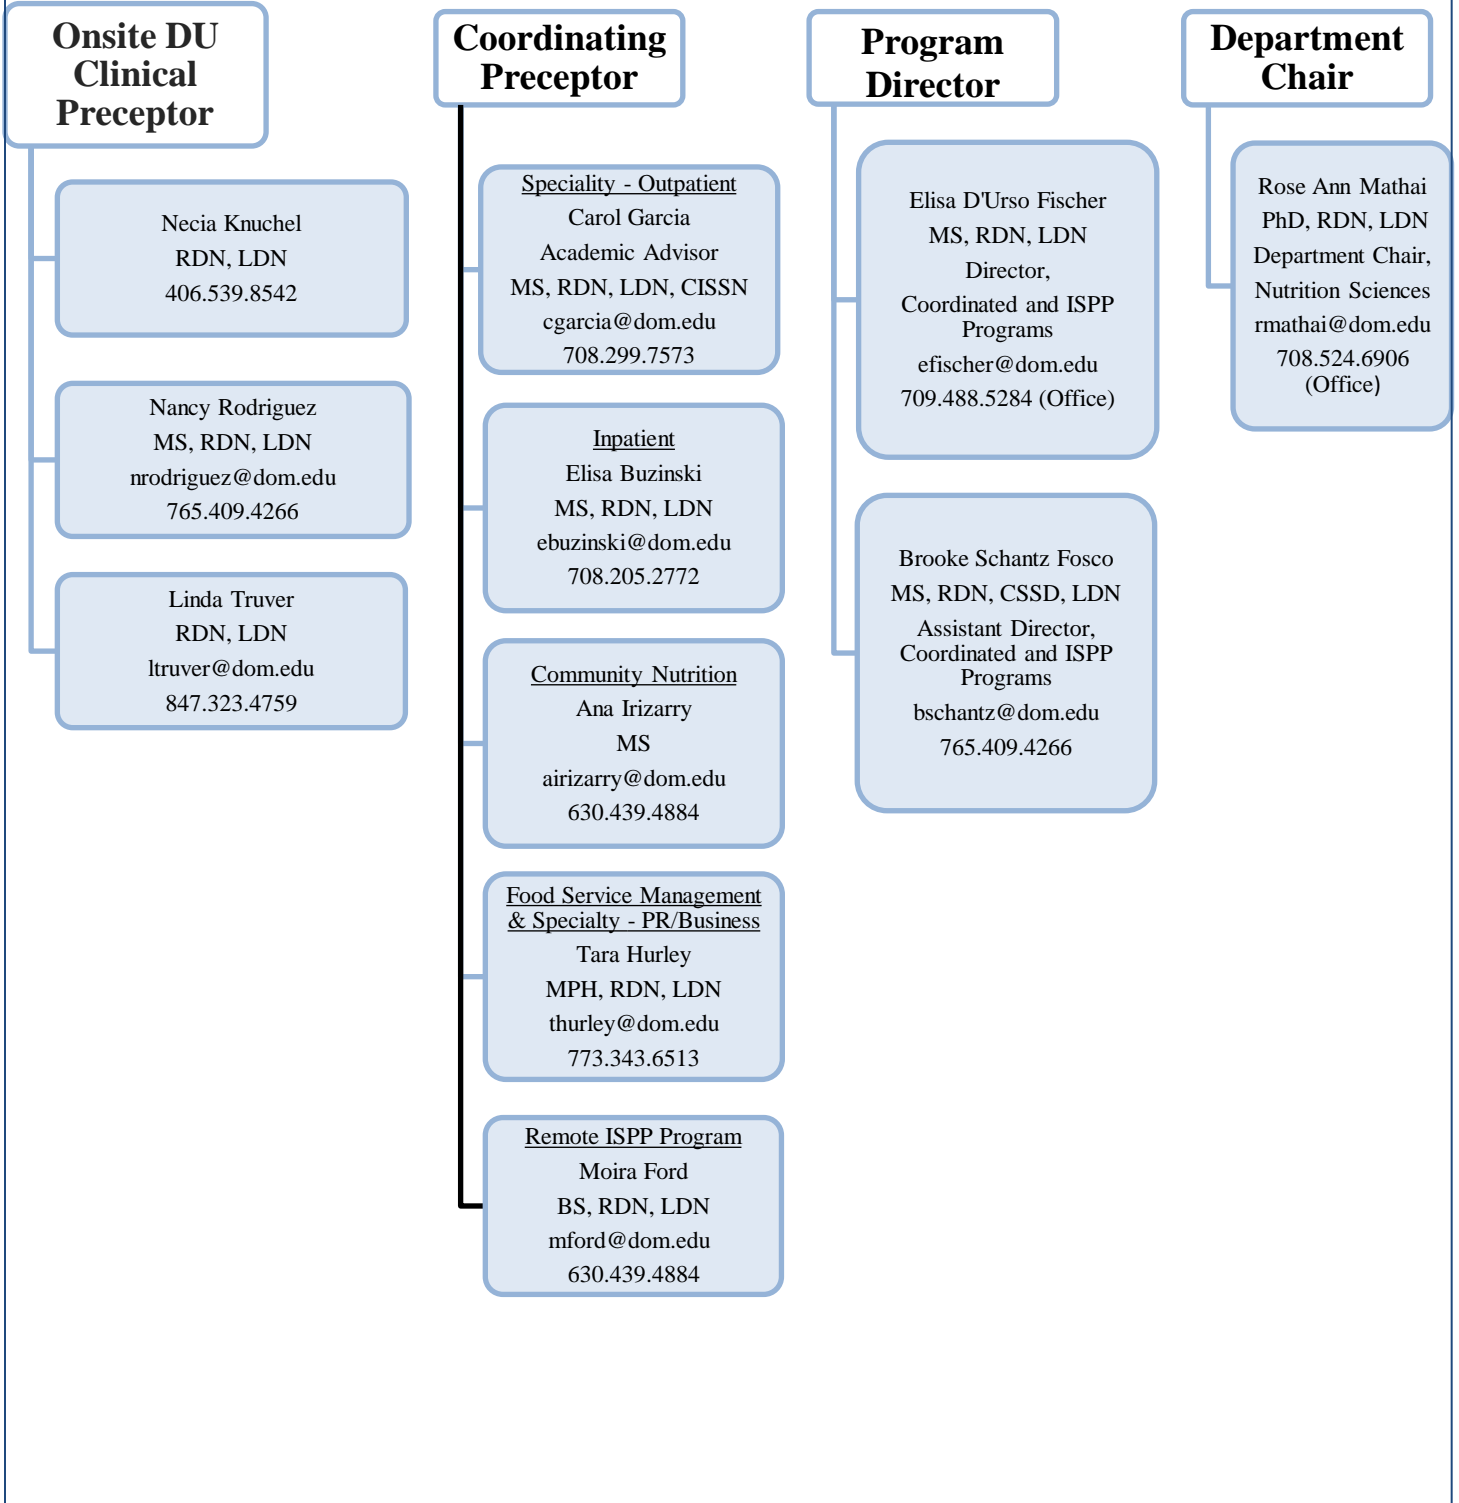 Onsite DU
Clinical
Preceptor
Necia Knuchel
RDN, LDN
406.539.8542
Nancy Rodriguez
MS, RDN, LDN
nrodriguez@dom.edu
765.409.4266
Linda Truver
RDN, LDN
ltruver@dom.edu
847.323.4759
Coordinating
Preceptor
Speciality - Outpatient
Carol Garcia
Academic Advisor
MS, RDN, LDN, CISSN
cgarcia@dom.edu
708.299.7573
Inpatient
Elisa Buzinski
MS, RDN, LDN
ebuzinski@dom.edu
708.205.2772
Community Nutrition
Ana Irizarry
MS
airizarry@dom.edu
630.439.4884
Food Service Management
& Specialty - PR/Business
Tara Hurley
MPH, RDN, LDN
thurley@dom.edu
773.343.6513
Remote ISPP Program
Moira Ford
BS, RDN, LDN
mford@dom.edu
630.439.4884
Program
Director
Elisa D'Urso Fischer
MS, RDN, LDN
Director,
Coordinated and ISPP
Programs
efischer@dom.edu
709.488.5284 (Office)
Brooke Schantz Fosco
MS, RDN, CSSD, LDN
Assistant Director,
Coordinated and ISPP
Programs
bschantz@dom.edu
765.409.4266
Department
Chair
Rose Ann Mathai
PhD, RDN, LDN
Department Chair,
Nutrition Sciences
rmathai@dom.edu
708.524.6906
(Office)